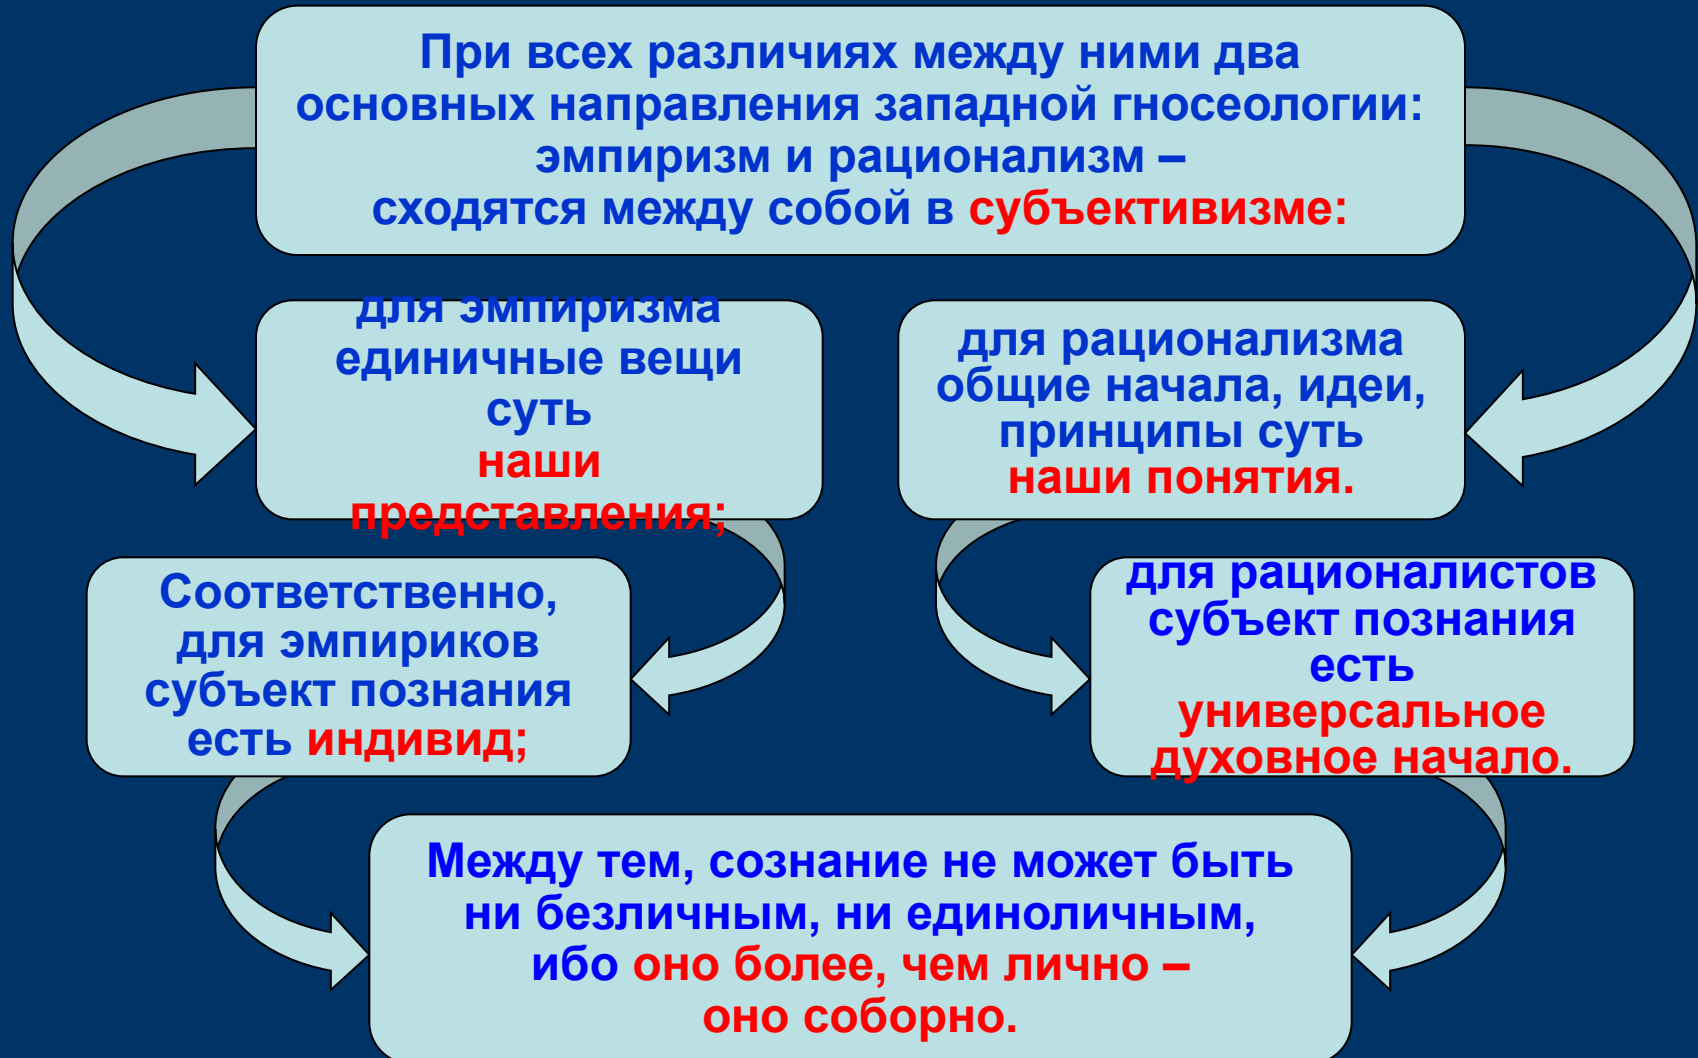 При всех различиях между ними два
основных направления западной гносеологии:
эмпиризм и рационализм –
сходятся между собой в субъективизме:
для эмпиризма
единичные вещи
суть
наши
представления;
для рационализма
общие начала, идеи,
принципы суть
наши понятия.
Соответственно,
для эмпириков
субъект познания
есть индивид;
для рационалистов
субъект познания
есть
универсальное
духовное начало.
Между тем, сознание не может быть
ни безличным, ни единоличным,
ибо оно более, чем лично –
оно соборно.